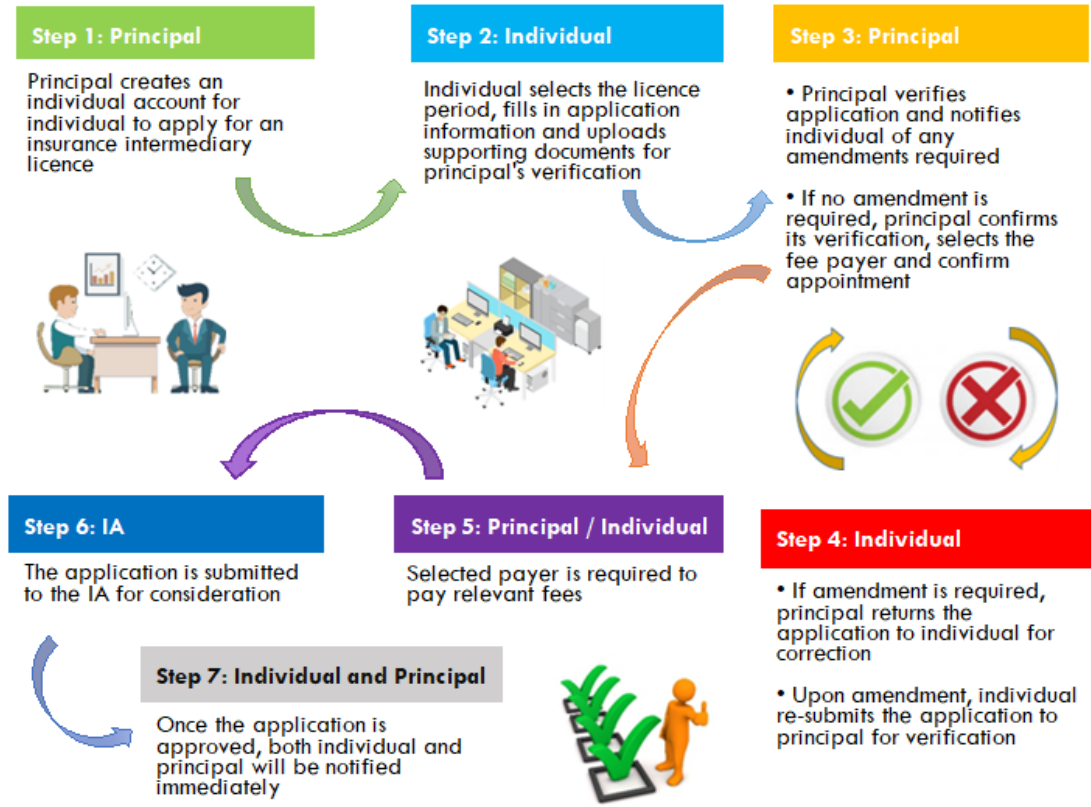 Step 1: Principal
Principal creates an
individual account for
individual to apply for an
insurance intermediary
licence
Step 2: Individual
Individual selects the licence
period, fills in application
information and uploads
supporting documents for
principal's verification
Step 3: Principal
• Principal verifies
application and notifies
individual of any
amendments required
• If no amendment is
required, principal confirms
its verification, selects the
fee payer and confirm
appointment
Step 4: Individual
• If amendment is required,
principal returns the
application to individual for
correction
• Upon amendment, individual
re-submits the application to
principal for verification
Step 5: Principal / Individual
Selected payer is required to
pay relevant fees
Step 6: IA
The application is submitted
to the IA for consideration
Step 7: Individual and Principal
Once the application is
approved, both individual and
principal will be notified
immediately